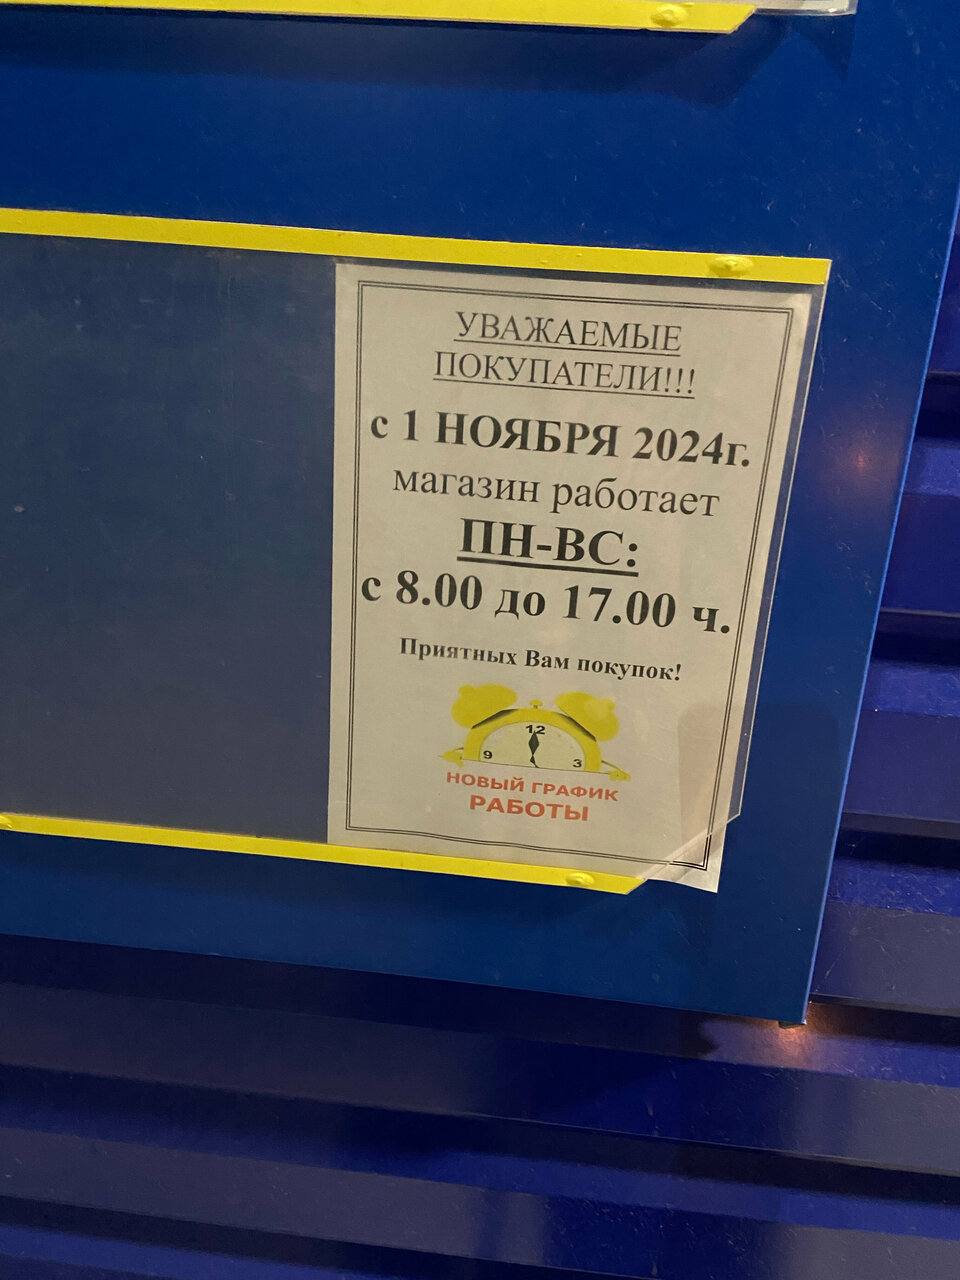 УВАЖАЕМЫЕ
ПОКУПАТЕЛИ!!!
с 1 НОЯБРЯ 2024г.
магазин работает
ПН-ВС:
с 8.00 до 17.00 ч.
Приятных Вам покупок!
12
9 3
НОВЫЙ ГРАФИК
РАБОТЫ